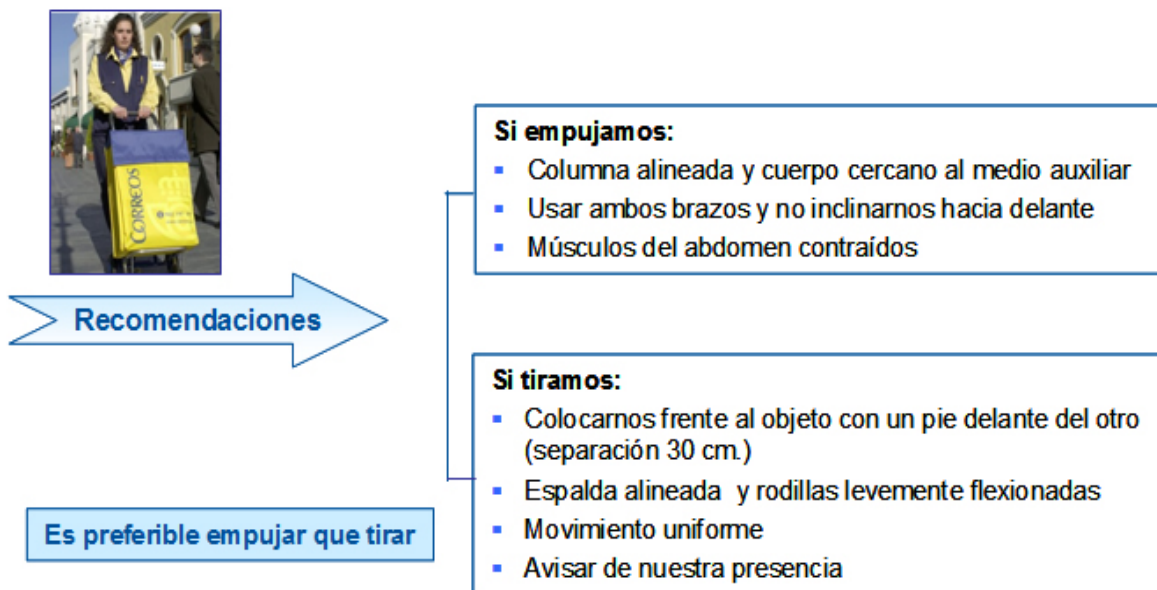 CORREOS
Recomendaciones
Es preferible empujar que tirar
Si empujamos:
▪ Columna alineada y cuerpo cercano al medio auxiliar
▪ Usar ambos brazos y no inclinarnos hacia delante
▪ Músculos del abdomen contraídos
Si tiramos:
▪ Colocarnos frente al objeto con un pie delante del otro
(separación 30 cm.)
▪ Espalda alineada y rodillas levemente flexionadas
▪ Movimiento uniforme
▪ Avisar de nuestra presencia